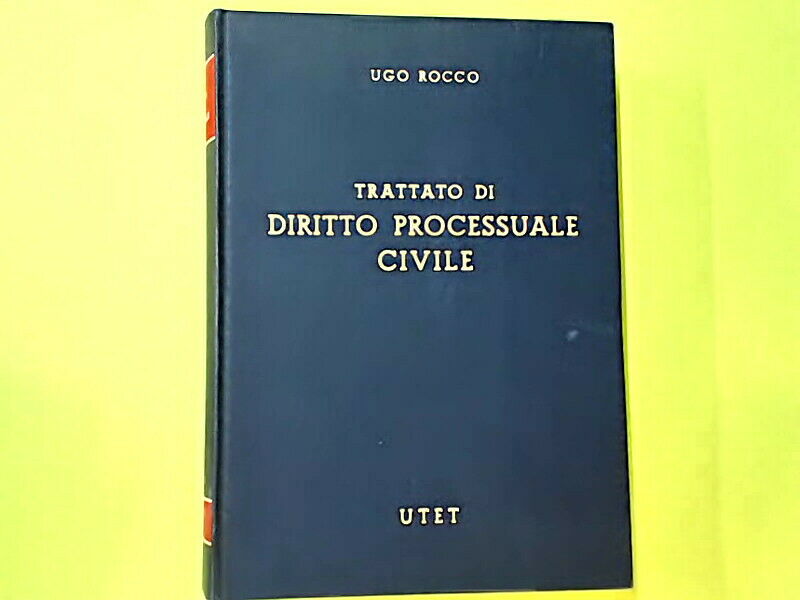 UGO ROCCO
TRATTATO DI
DIRITTO PROCESSUALE
CIVILE
UTET